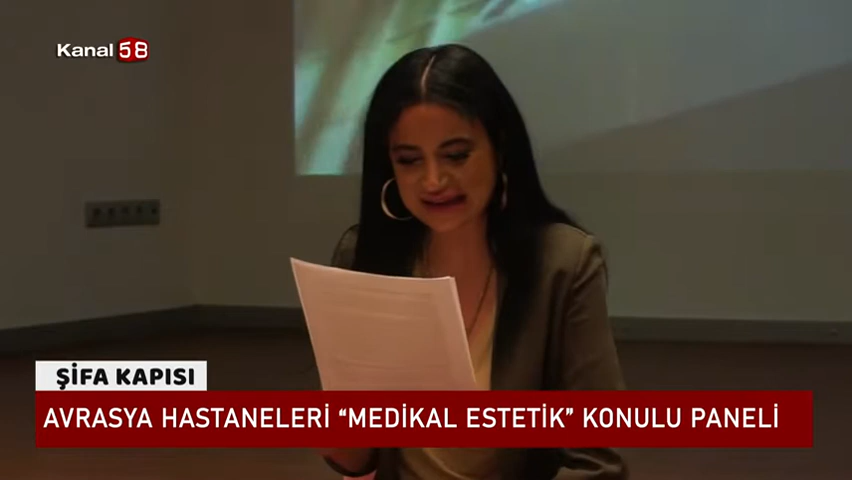 Kanal 58
ŞİFA KAPISI
AVRASYA HASTANELERİ “MEDİKAL ESTETİK” KONULU PANELİ